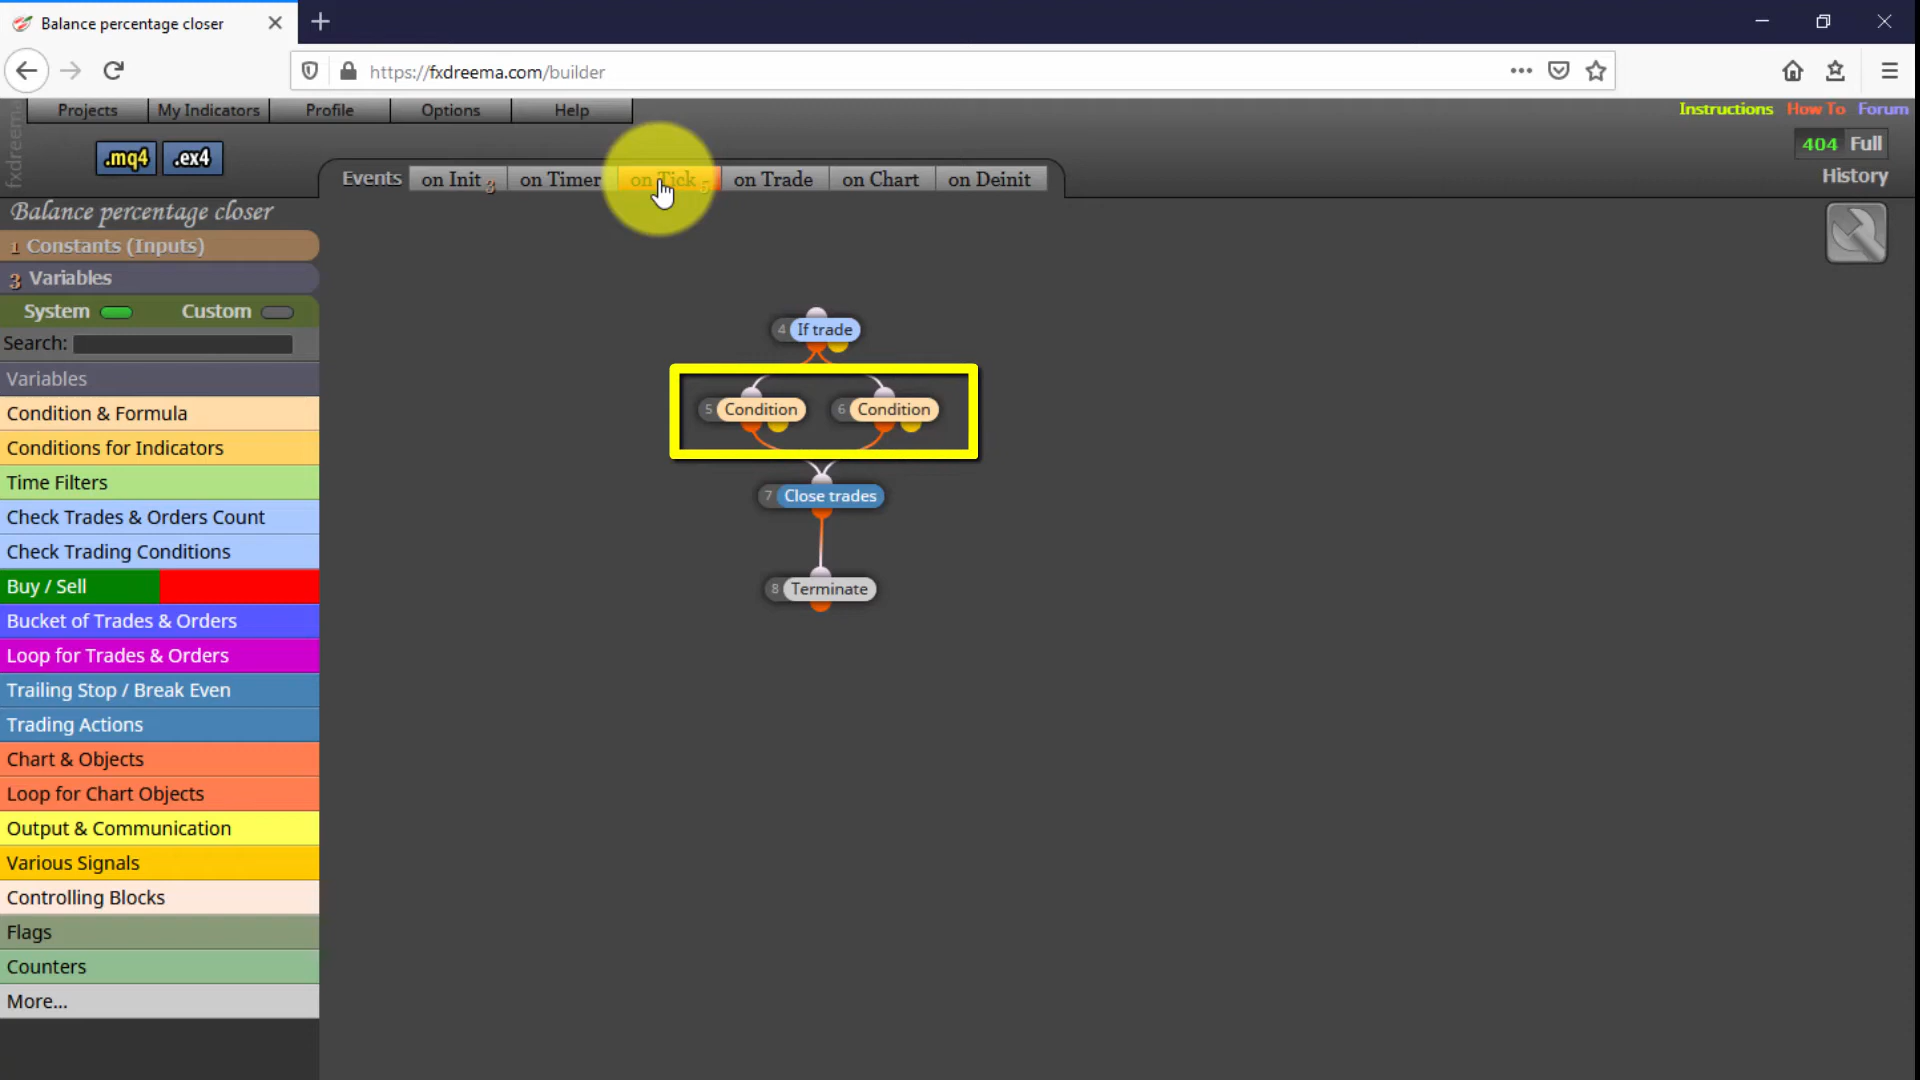 Balance percentage closer
https://fxdreema.com/builder
fxdreema
Projects
My Indicators
Profile
Options
Help
Instructions
How To
Forum
.mq4
.ex4
404 Full
History
Events
on Init 3
on Timer
on Tick 5
on Trade
on Chart
on Deinit
Balance percentage closer
1 Constants (Inputs)
3 Variables
System
Custom
Search:
Variables
Condition & Formula
Conditions for Indicators
Time Filters
Check Trades & Orders Count
Check Trading Conditions
Buy / Sell
Bucket of Trades & Orders
Loop for Trades & Orders
Trailing Stop / Break Even
Trading Actions
Chart & Objects
Loop for Chart Objects
Output & Communication
Various Signals
Controlling Blocks
Flags
Counters
More...
4 If trade
5 Condition
6 Condition
7 Close trades
8 Terminate